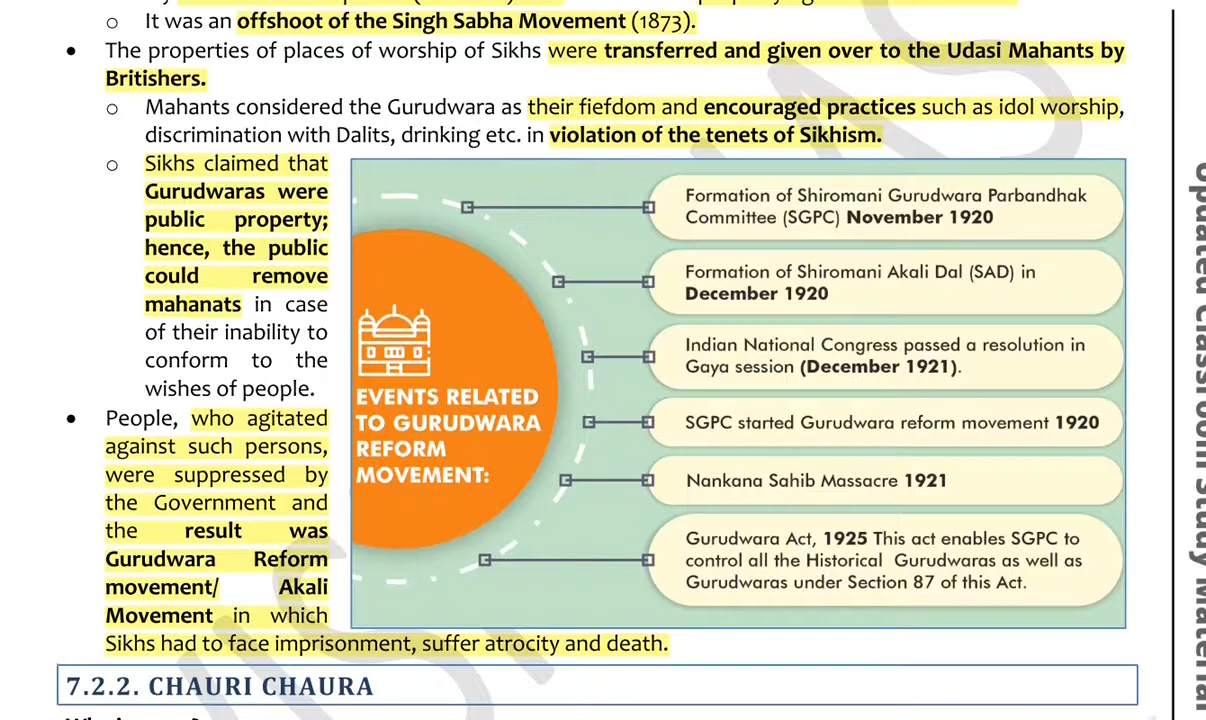 o It was an offshoot of the Singh Sabha Movement (1873).
• The properties of places of worship of Sikhs were transferred and given over to the Udasi Mahants by
Britishers.
o Mahants considered the Gurudwara as their fiefdom and encouraged practices such as idol worship,
discrimination with Dalits, drinking etc. in violation of the tenets of Sikhism.
o Sikhs claimed that
Gurudwaras were
public property;
hence, the public
could remove
mahanats in case
of their inability to
conform to the
wishes of people.
• People, who agitated
against such persons,
were suppressed by
the Government and
the result was
Gurudwara Reform
movement/ Akali
Movement in which
Sikhs had to face imprisonment, suffer atrocity and death.
EVENTS RELATED
TO GURUDWARA
REFORM
MOVEMENT:
Formation of Shiromani Gurudwara Parbandhak
Committee (SGPC) November 1920
Formation of Shiromani Akali Dal (SAD) in
December 1920
Indian National Congress passed a resolution in
Gaya session (December 1921).
SGPC started Gurudwara reform movement 1920
Nankana Sahib Massacre 1921
Gurudwara Act, 1925 This act enables SGPC to
control all the Historical Gurudwaras as well as
Gurudwaras under Section 87 of this Act.
7.2.2. CHAURI CHAURA
Updated Classroom Study Material